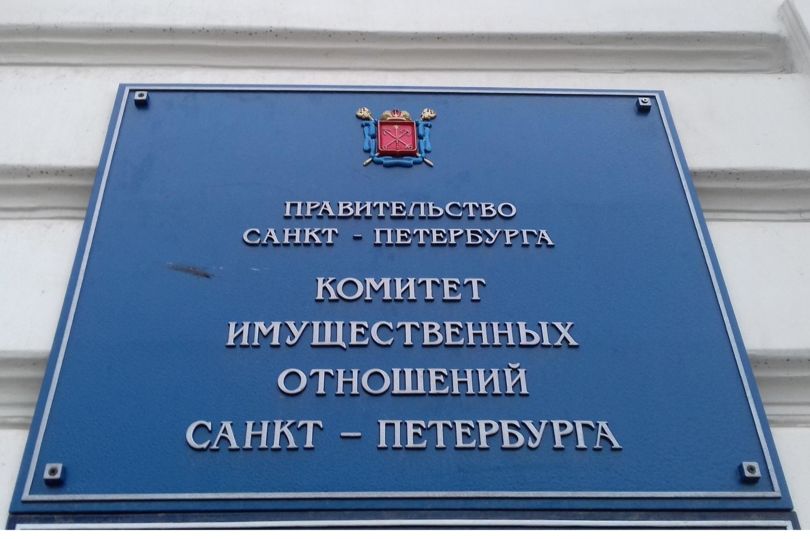 ПРАВИТЕЛЬСТВО
САНКТ - ПЕТЕРБУРГА
КОМИТЕТ
ИМУЩЕСТВЕННЫХ
ОТНОШЕНИЙ
САНКТ – ПЕТЕРБУРГА